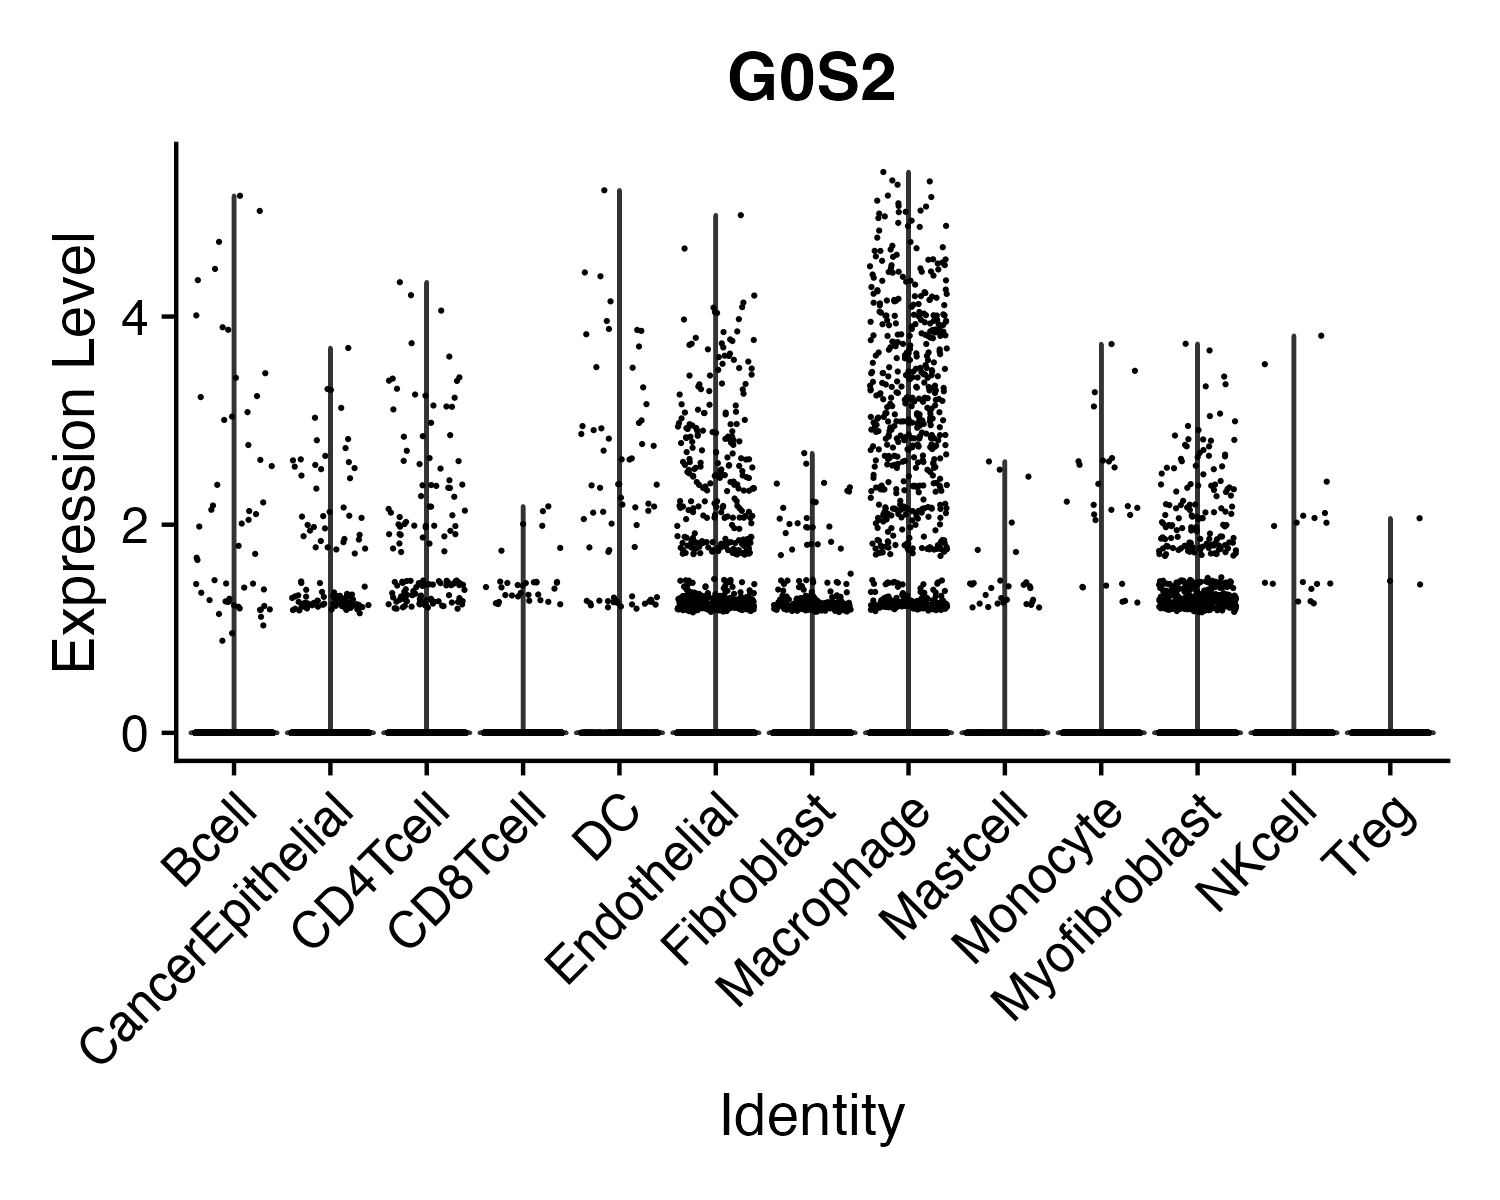 G0S2
Expression Level
4
2
0
Bcell
CancerEpithelial
CD4Tcell
CD8Tcell
DC
Endothelial
Fibroblast
Macrophage
Mastcell
Monocyte
Myofibroblast
NKcell
Treg
Identity